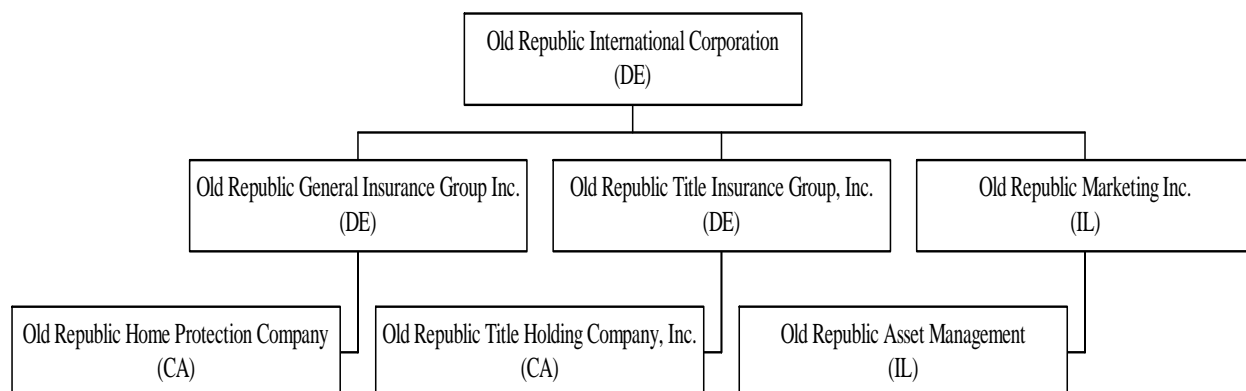 Old Republic International Corporation
(DE)
Old Republic General Insurance Group Inc.
(DE)
Old Republic Title Insurance Group, Inc.
(DE)
Old Republic Marketing Inc.
(IL)
Old Republic Home Protection Company
(CA)
Old Republic Title Holding Company, Inc.
(CA)
Old Republic Asset Management
(IL)